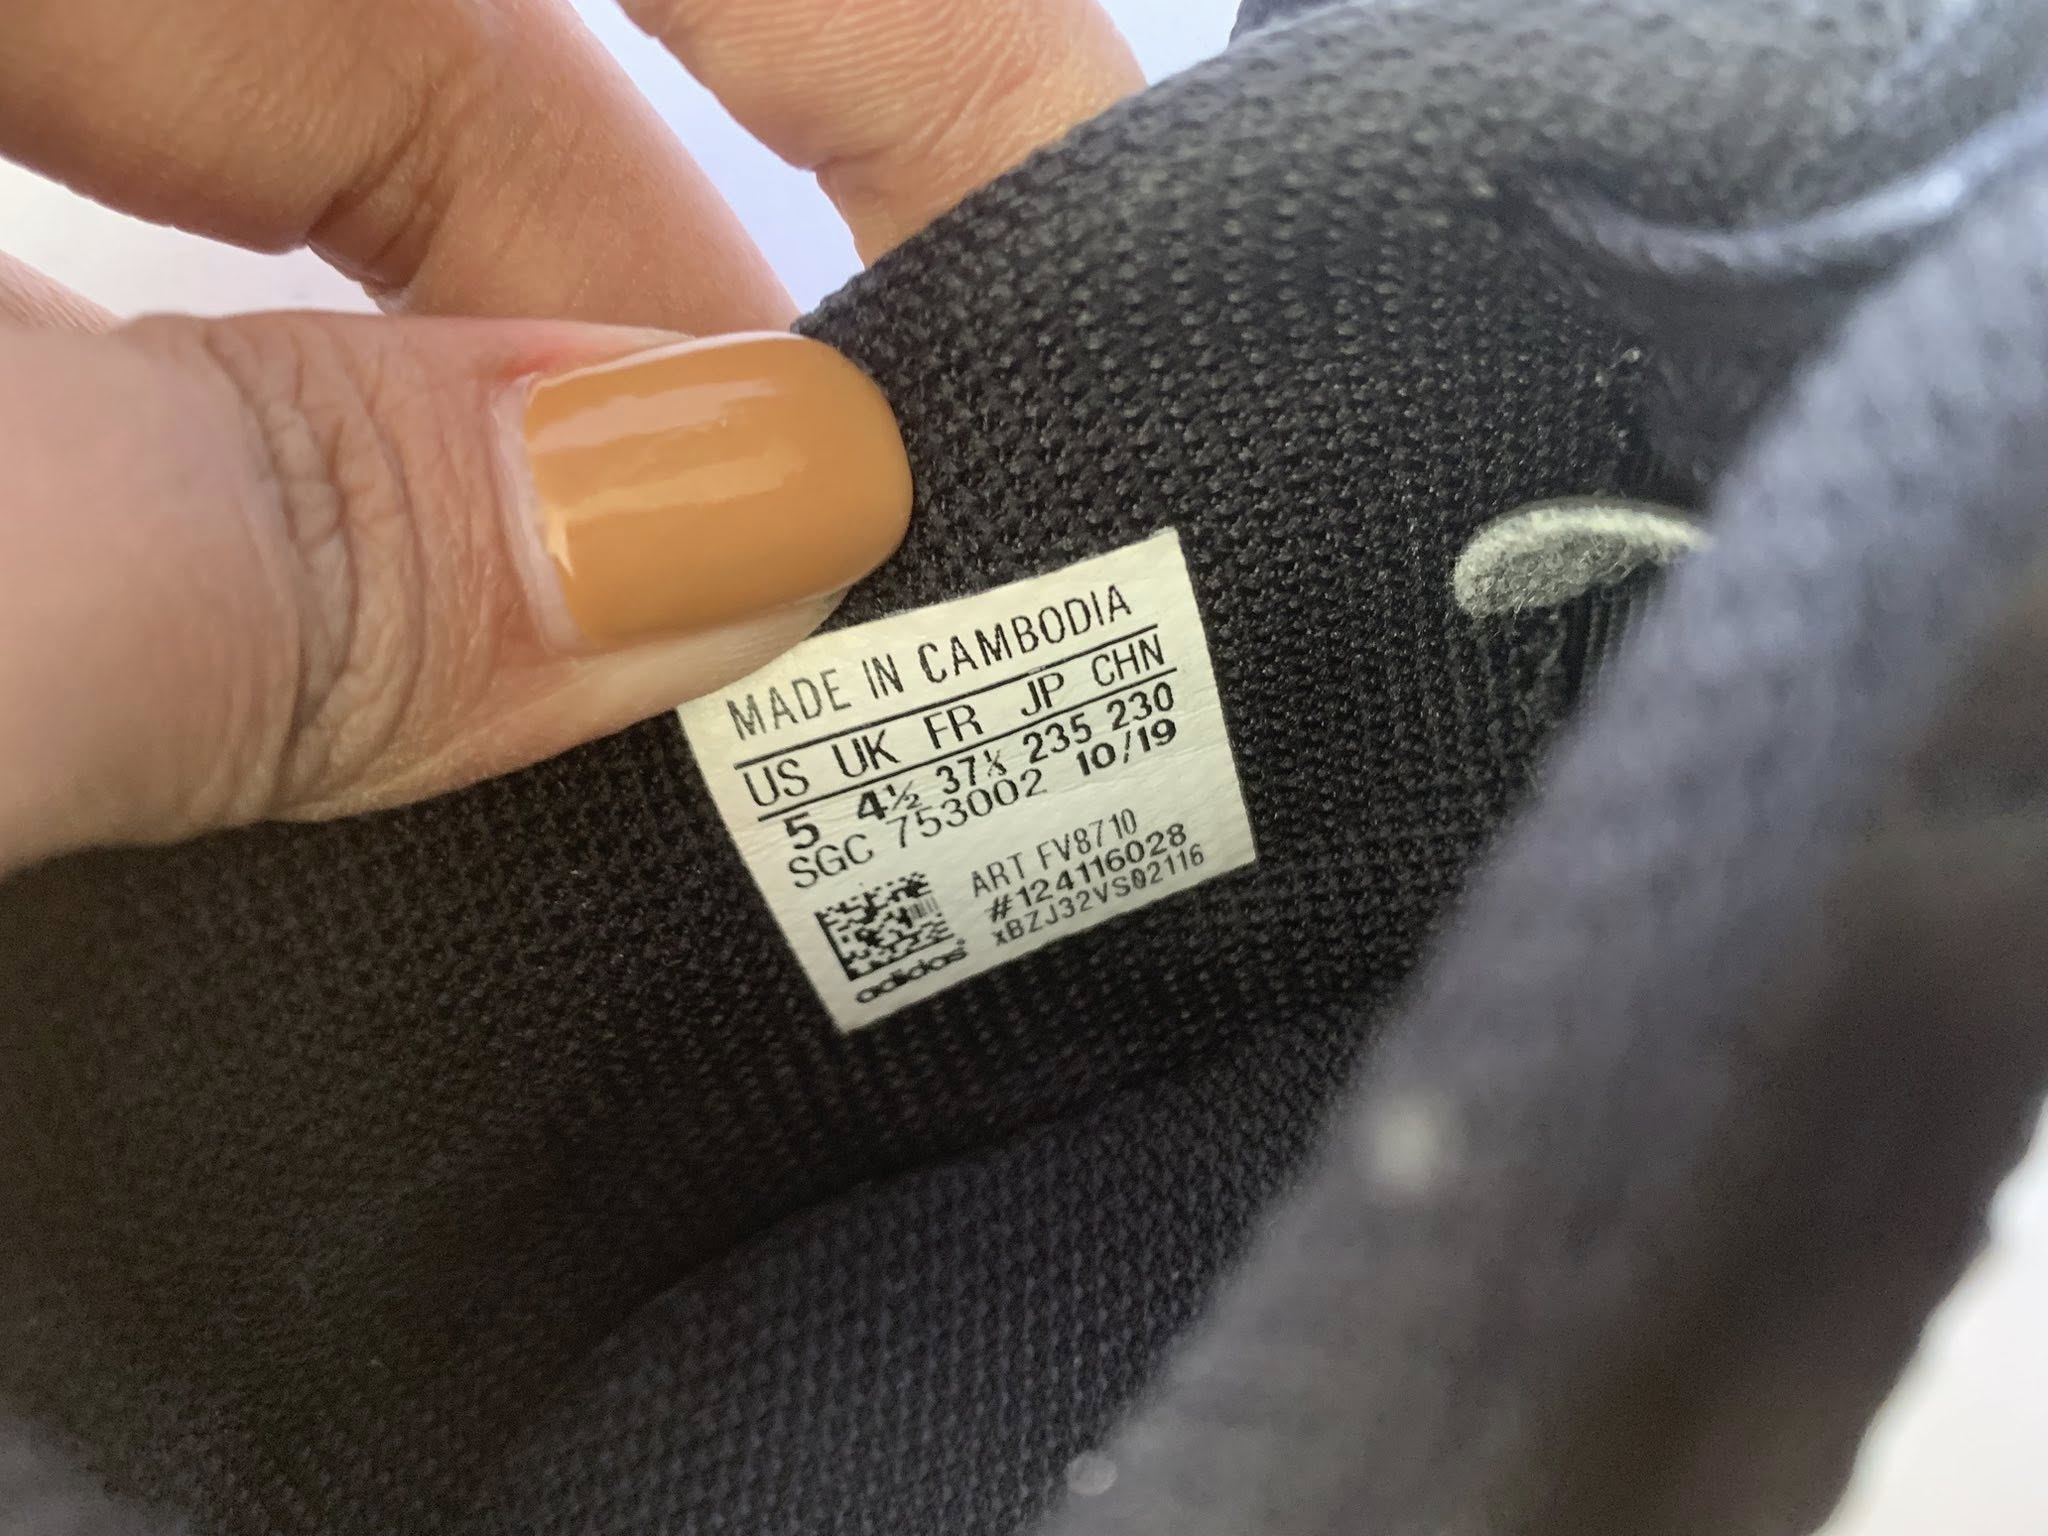 MADE IN CAMBODIA
US UK FR JP CHN
5 4½ 37⅓ 235 230
SGC 753002 10/19
ART FV8710
#124116028
xBZJ32VS02116
adidas